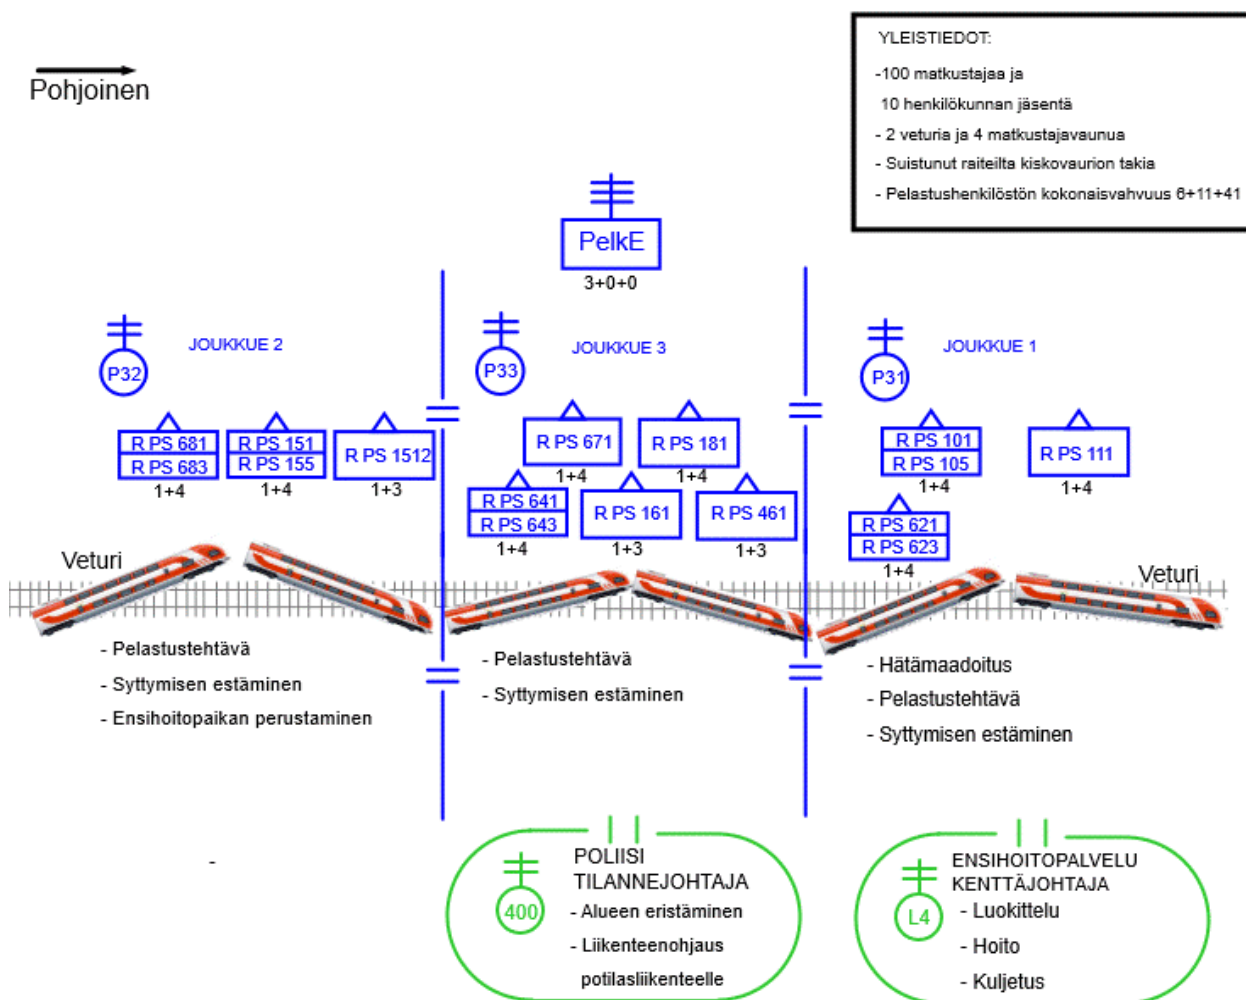 Pohjoinen
YLEISTIEDOT:
-100 matkustajaa ja
10 henkilökunnan jäsentä
- 2 veturia ja 4 matkustajavaunua
- Suistunut raiteilta kiskovaurion takia
- Pelastushenkilöstön kokonaisvahvuus 6+11+41
PelkE
3+0+0
P32
JOUKKUE 2
R PS 681
R PS 683
1+4
R PS 151
R PS 155
1+4
R PS 1512
1+3
P33
JOUKKUE 3
R PS 671
1+4
R PS 181
1+4
R PS 641
R PS 643
1+4
R PS 161
1+3
R PS 461
1+3
P31
JOUKKUE 1
R PS 101
R PS 105
1+4
R PS 111
1+4
R PS 621
R PS 623
1+4
Veturi
Veturi
- Pelastustehtävä
- Syttymisen estäminen
- Ensihoitopaikan perustaminen
- Pelastustehtävä
- Syttymisen estäminen
- Hätämaadoitus
- Pelastustehtävä
- Syttymisen estäminen
-
400
POLIISI
TILANNEJOHTAJA
- Alueen eristäminen
- Liikenteenohjaus
potilasliikenteelle
L4
ENSIHOITOPALVELU
KENTTÄJOHTAJA
- Luokittelu
- Hoito
- Kuljetus